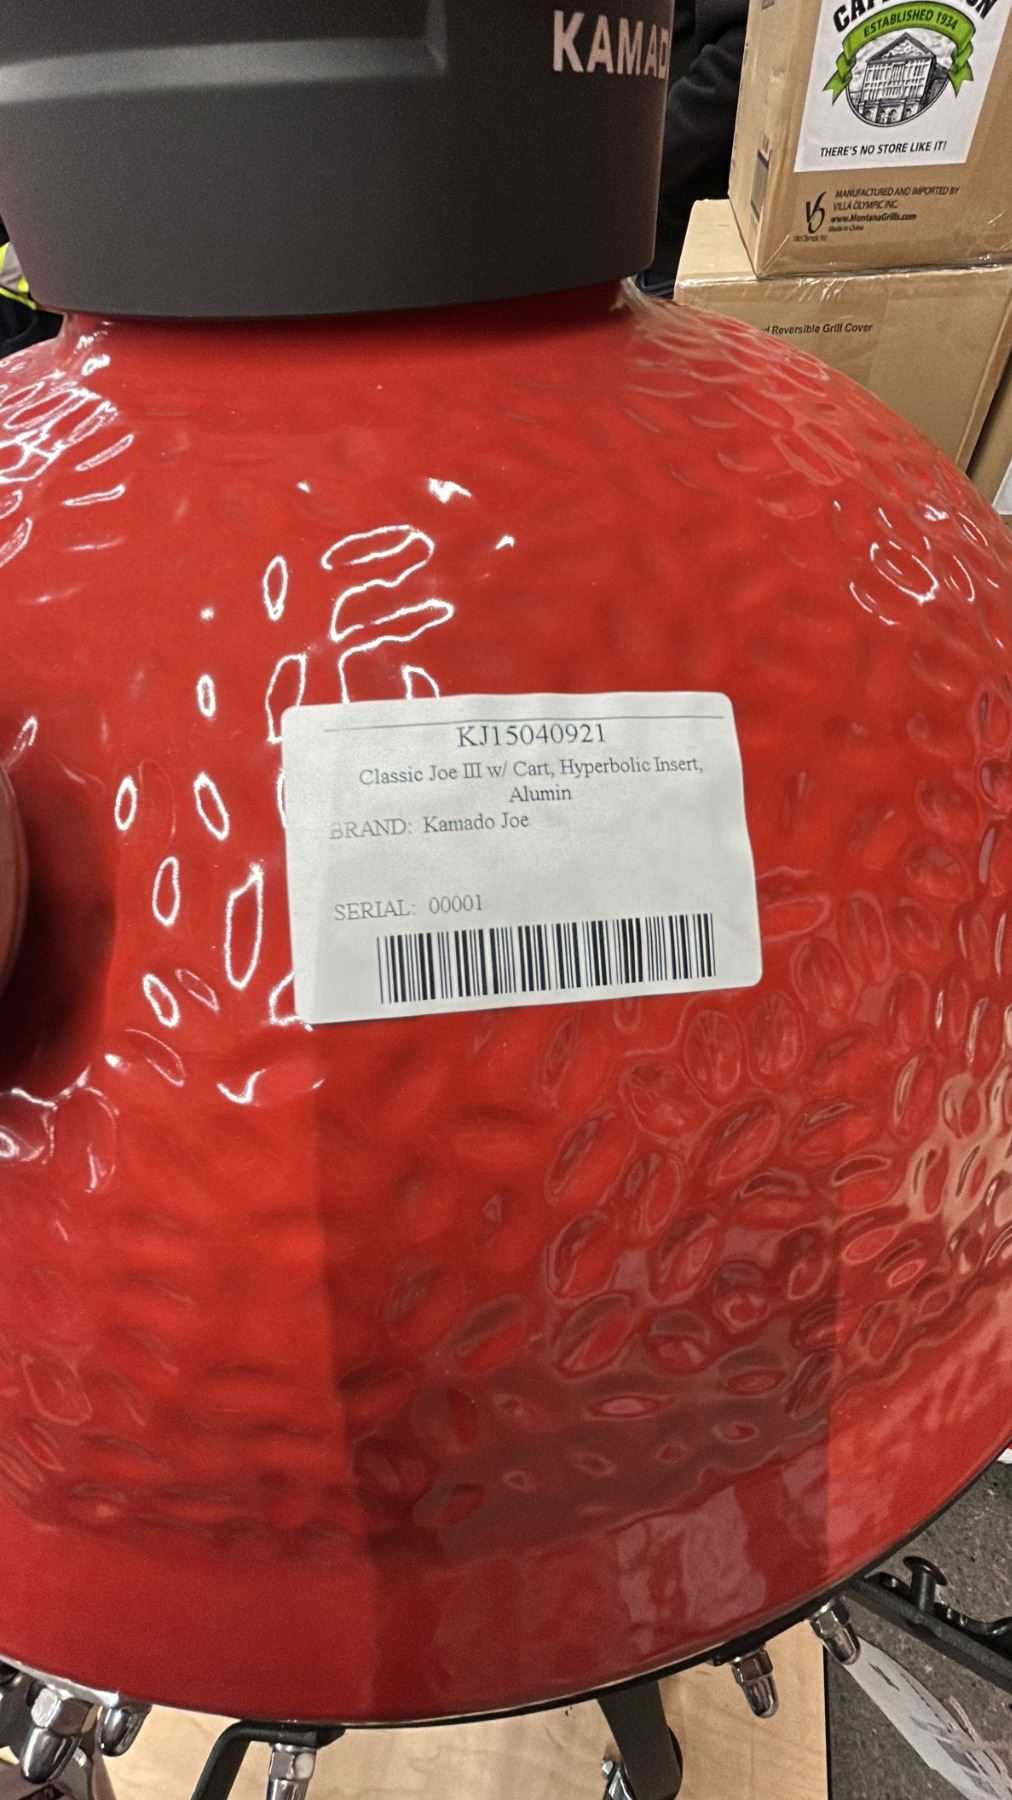 KAMAD
ESTABLISHED 1934
THERE'S NO STORE LIKE IT!
MANUFACTURED AND IMPORTED BY
VILLA OLYMPIC INC.
www.MontanaGrills.com
Made in China
Reversible Grill Cover
KJ15040921
Classic Joe III w/ Cart, Hyperbolic Insert,
Alumin
BRAND: Kamado Joe
SERIAL: 00001